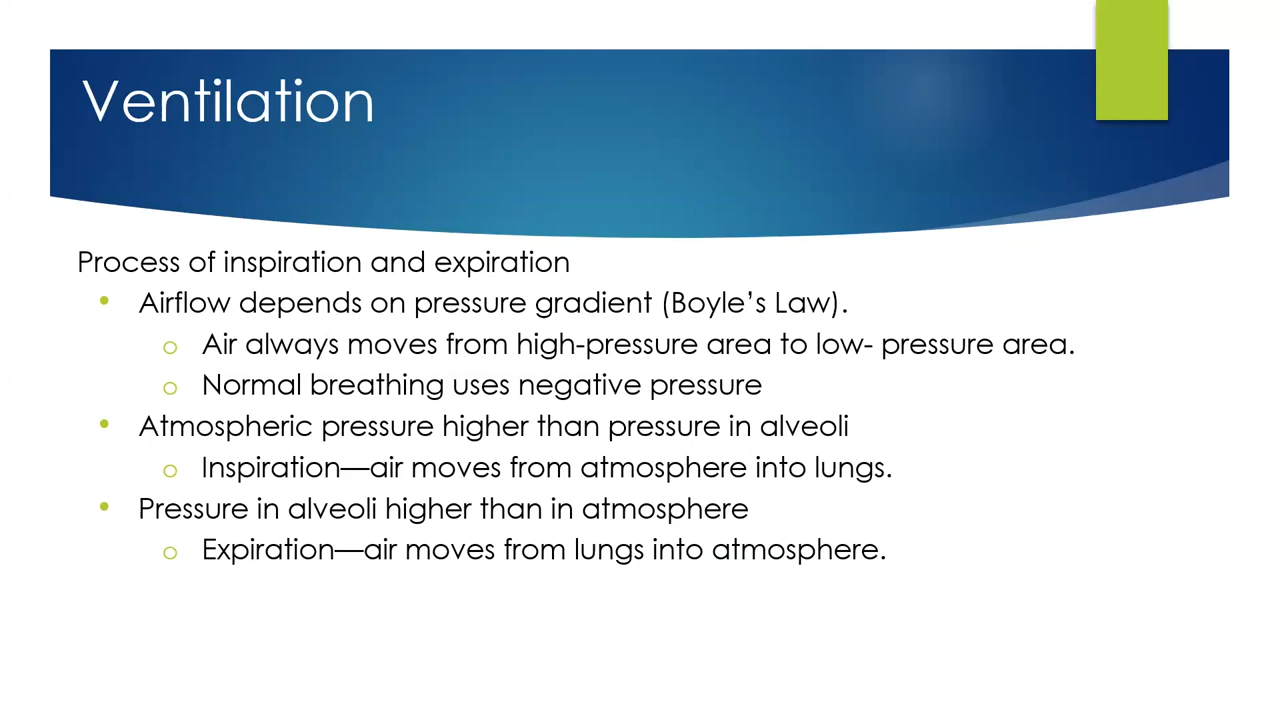 Ventilation
Process of inspiration and expiration
• Airflow depends on pressure gradient (Boyle’s Law).
o Air always moves from high-pressure area to low- pressure area.
o Normal breathing uses negative pressure
• Atmospheric pressure higher than pressure in alveoli
o Inspiration—air moves from atmosphere into lungs.
• Pressure in alveoli higher than in atmosphere
o Expiration—air moves from lungs into atmosphere.